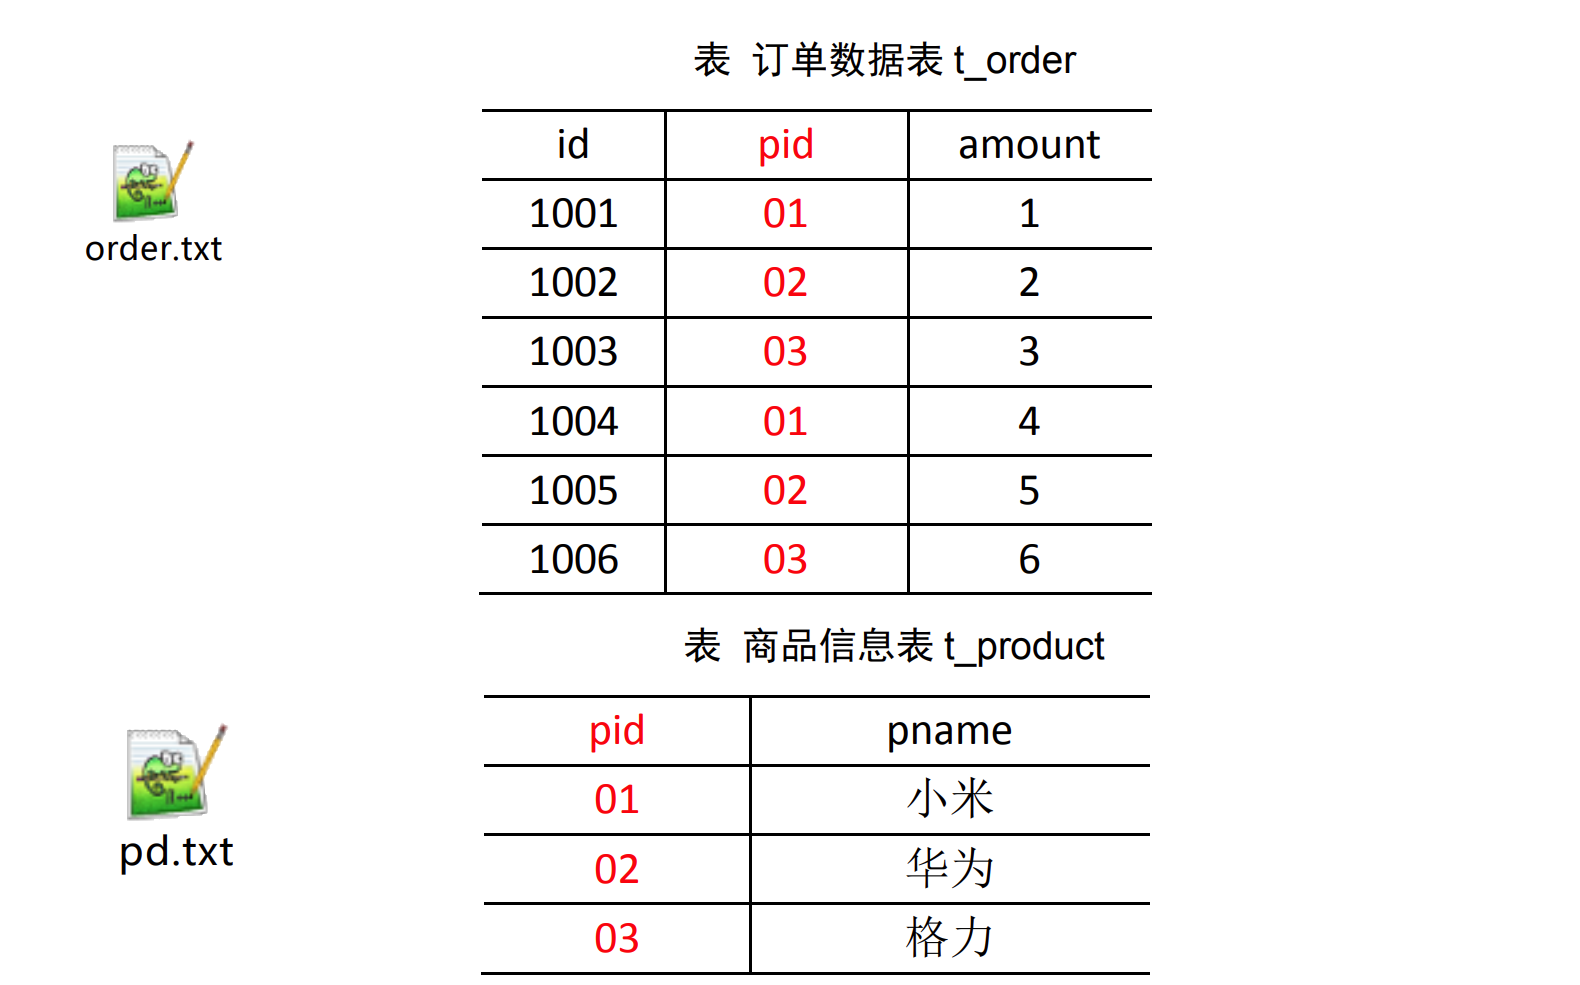 表 订单数据表 t_order
order.txt
id pid amount
1001 01 1
1002 02 2
1003 03 3
1004 01 4
1005 02 5
1006 03 6
表 商品信息表 t_product
pd.txt
pid pname
01 小米
02 华为
03 格力